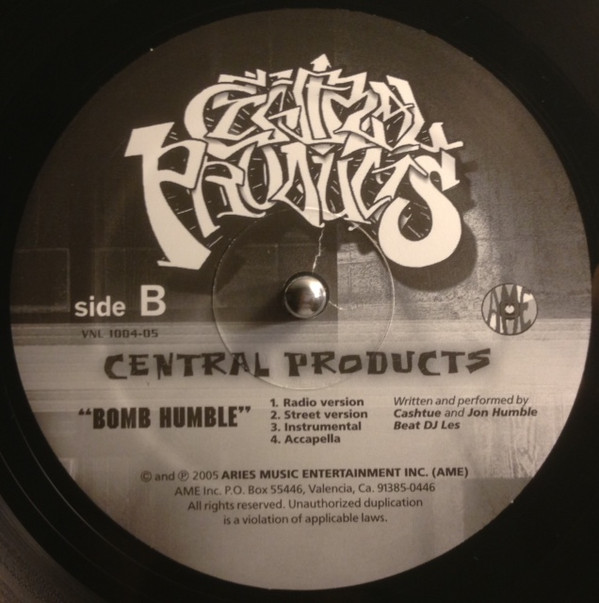 CENTRAL
PRODUCTS
side B
VNL 1004-05
AME
CENTRAL PRODUCTS
“BOMB HUMBLE”
1. Radio version
2. Street version
3. Instrumental
4. Accapella
Written and performed by
Cashtue and Jon Humble
Beat DJ Les
© and ℗ 2005 ARIES MUSIC ENTERTAINMENT INC. (AME)
AME Inc. P.O. Box 55446, Valencia, Ca. 91385-0446
All rights reserved. Unauthorized duplication
is a violation of applicable laws.